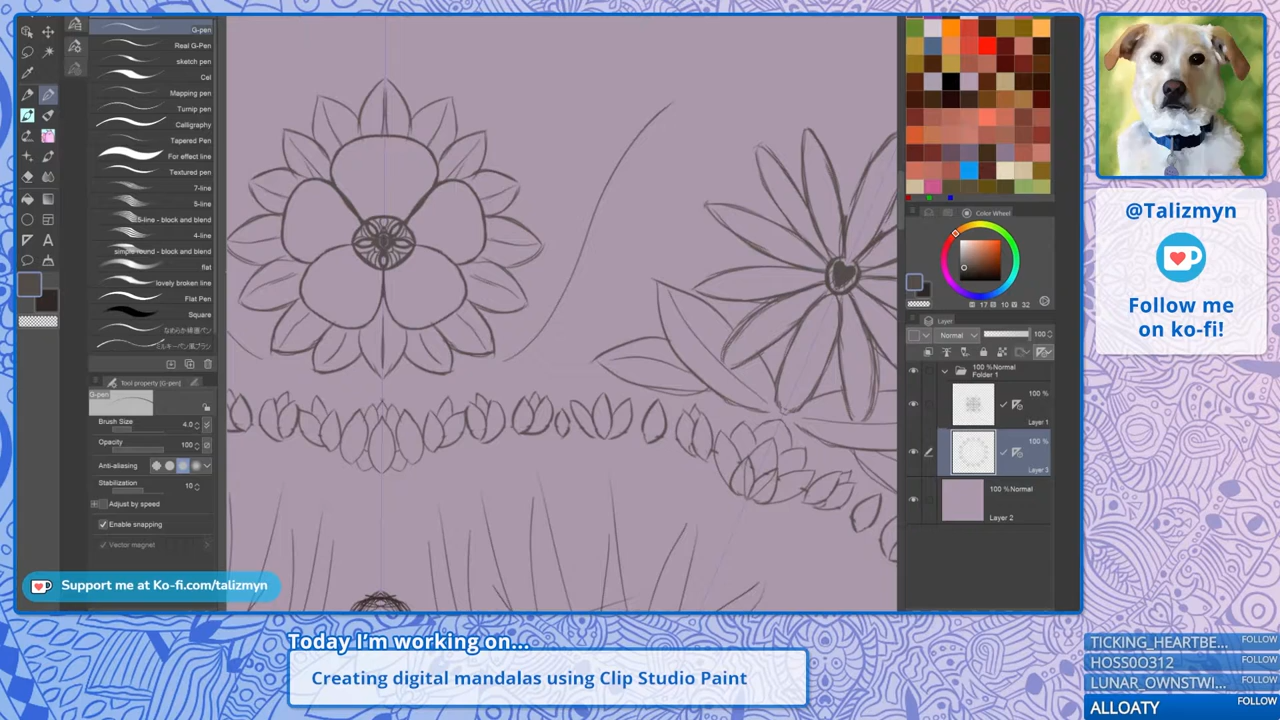 G-pen
Real G-Pen
sketch pen
Cel
Mapping pen
Turnip pen
Calligraphy
Tapered Pen
For effect line
Textured pen
7-line
5-line
5-line - block and blend
4-line
simple round - block and blend
flat
lovely broken line
Flat Pen
Square
Tool property [G-pen]
G-pen
Brush Size 4.0
Opacity 100
Anti-aliasing
Stabilization 10
Adjust by speed
Enable snapping
Vector magnet
Support me at Ko-fi.com/talizmyn
Color Wheel
17 10 32
Layer
Normal 100
100 %Normal
Folder 1
100 %
Layer 1
100 %
Layer 3
100 %Normal
Layer 2
@Talizmyn
Follow me
on ko-fi!
Today I'm working on...
Creating digital mandalas using Clip Studio Paint
TICKING_HEARTBE... FOLLOW
HOSS0O312 FOLLOW
LUNAR_OWNSTWI... FOLLOW
ALLOATY FOLLOW